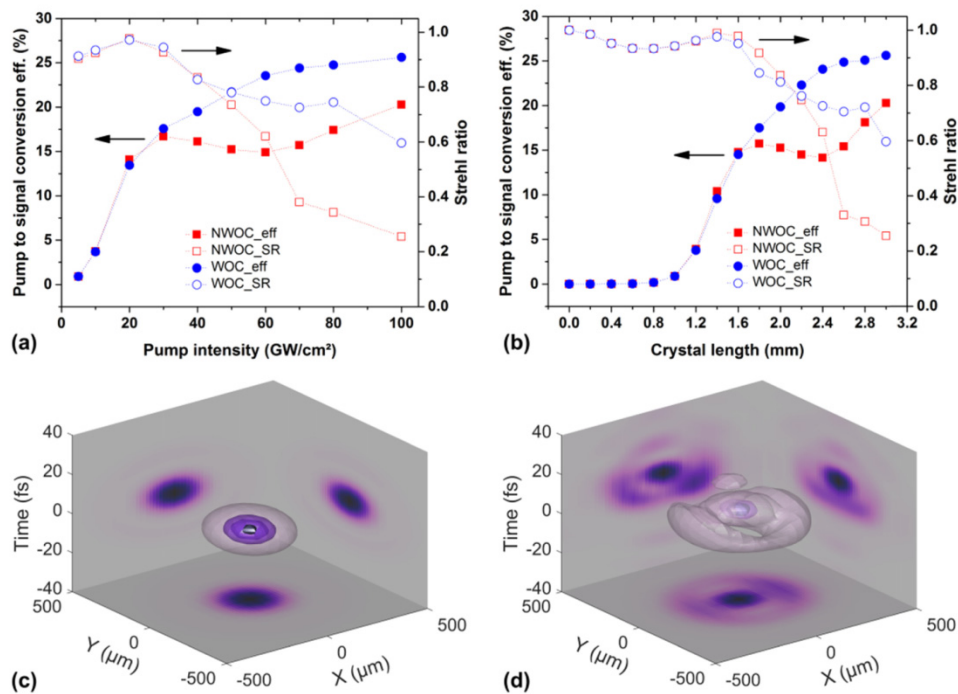 30
25
20
15
10
5
0
Pump to signal conversion eff. (%)
1.0
0.8
0.6
0.4
0.2
0.0
Strehl ratio
NWOC_eff
NWOC_SR
WOC_eff
WOC_SR
0 20 40 60 80 100
(a) Pump intensity (GW/cm²)
30
25
20
15
10
5
0
Pump to signal conversion eff. (%)
1.0
0.8
0.6
0.4
0.2
0.0
Strehl ratio
NWOC_eff
NWOC_SR
WOC_eff
WOC_SR
0.0 0.4 0.8 1.2 1.6 2.0 2.4 2.8 3.2
(b) Crystal length (mm)
40
20
0
-20
-40
Time (fs)
500
0
-500
Y (µm)
-500
0
500
X (µm)
(c)
40
20
0
-20
-40
Time (fs)
500
0
-500
Y (µm)
-500
0
500
X (µm)
(d)